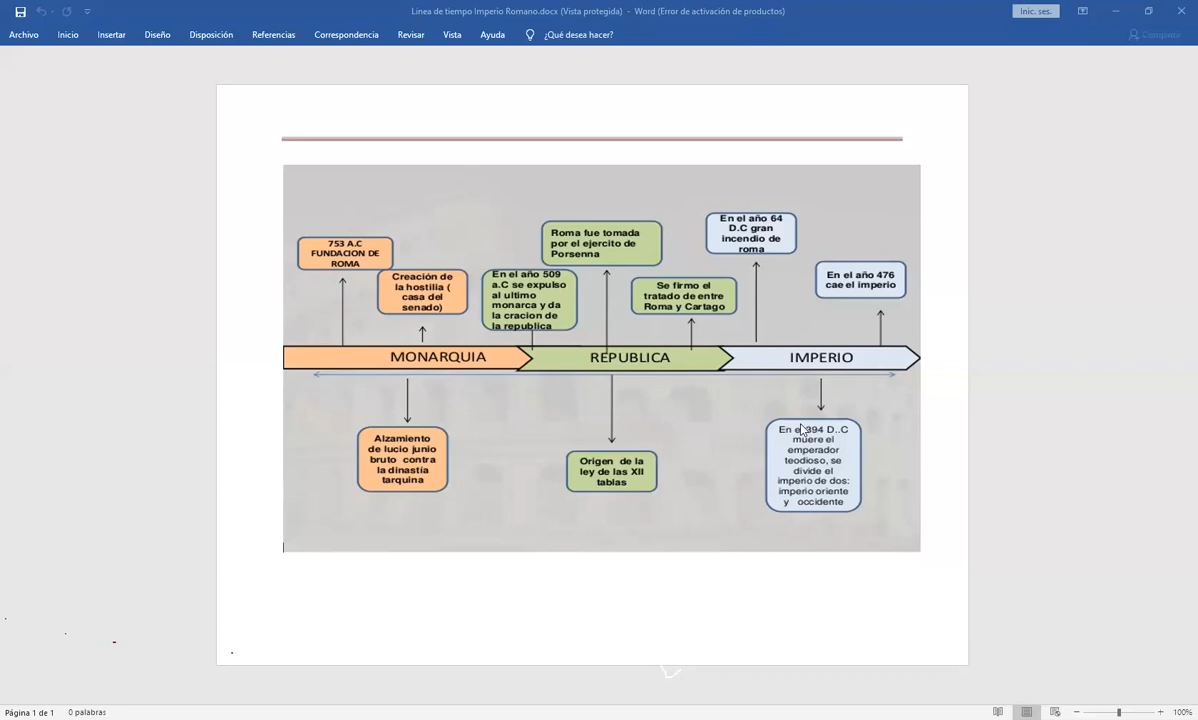 Linea de tiempo Imperio Romano.docx (Vista protegida) - Word (Error de activación de productos)
Inic. ses.
Archivo Inicio Insertar Diseño Disposición Referencias Correspondencia Revisar Vista Ayuda ¿Qué desea hacer? Compartir
753 A.C
FUNDACION DE
ROMA
Creación de
la hostilia (
casa del
senado)
En el año 509
a.C se expulso
al ultimo
monarca y da
la cracion de
la republica
Roma fue tomada
por el ejercito de
Porsenna
Se firmo el
tratado de entre
Roma y Cartago
En el año 64
D.C gran
incendio de
roma
En el año 476
cae el imperio
MONARQUIA
REPUBLICA
IMPERIO
Alzamiento
de lucio junio
bruto contra
la dinastía
tarquina
Origen de la
ley de las XII
tablas
En el 394 D..C
muere el
emperador
teodioso, se
divide el
imperio de dos:
imperio oriente
y occidente
Página 1 de 1 0 palabras
100%